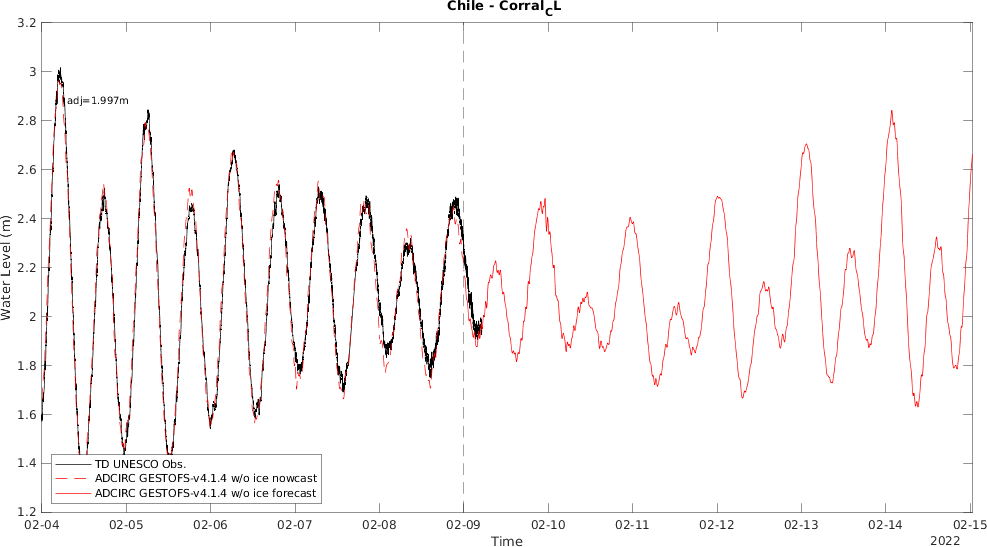 Chile - Corral_CL
3.2
3
2.8
2.6
2.4
2.2
2
1.8
1.6
1.4
1.2
Water Level (m)
adj=1.997m
TD UNESCO Obs.
ADCIRC GESTOFS-v4.1.4 w/o ice nowcast
ADCIRC GESTOFS-v4.1.4 w/o ice forecast
02-04 02-05 02-06 02-07 02-08 02-09 02-10 02-11 02-12 02-13 02-14 02-15
Time
2022